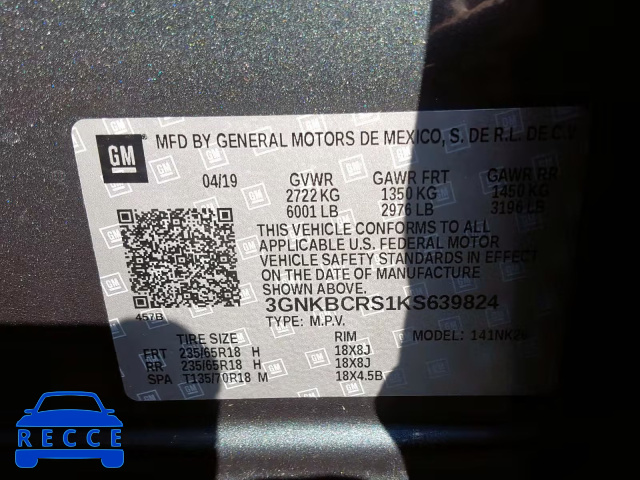 GM
MFD BY GENERAL MOTORS DE MEXICO, S. DE R.L. DE C.V
04/19 GVWR GAWR FRT GAWR RR
2722 KG 1350 KG 1450 KG
6001 LB 2976 LB 3196 LB
THIS VEHICLE CONFORMS TO ALL
APPLICABLE U.S. FEDERAL MOTOR
VEHICLE SAFETY STANDARDS IN EFFECT
ON THE DATE OF MANUFACTURE
SHOWN ABOVE.
3GNKBCRS1KS639824
457B
TYPE: M.P.V. MODEL: 141NK26
TIRE SIZE RIM
FRT 235/65R18 H 18X8J
RR 235/65R18 H 18X8J
SPA T135/70R18 M 18X4.5B
RECCE